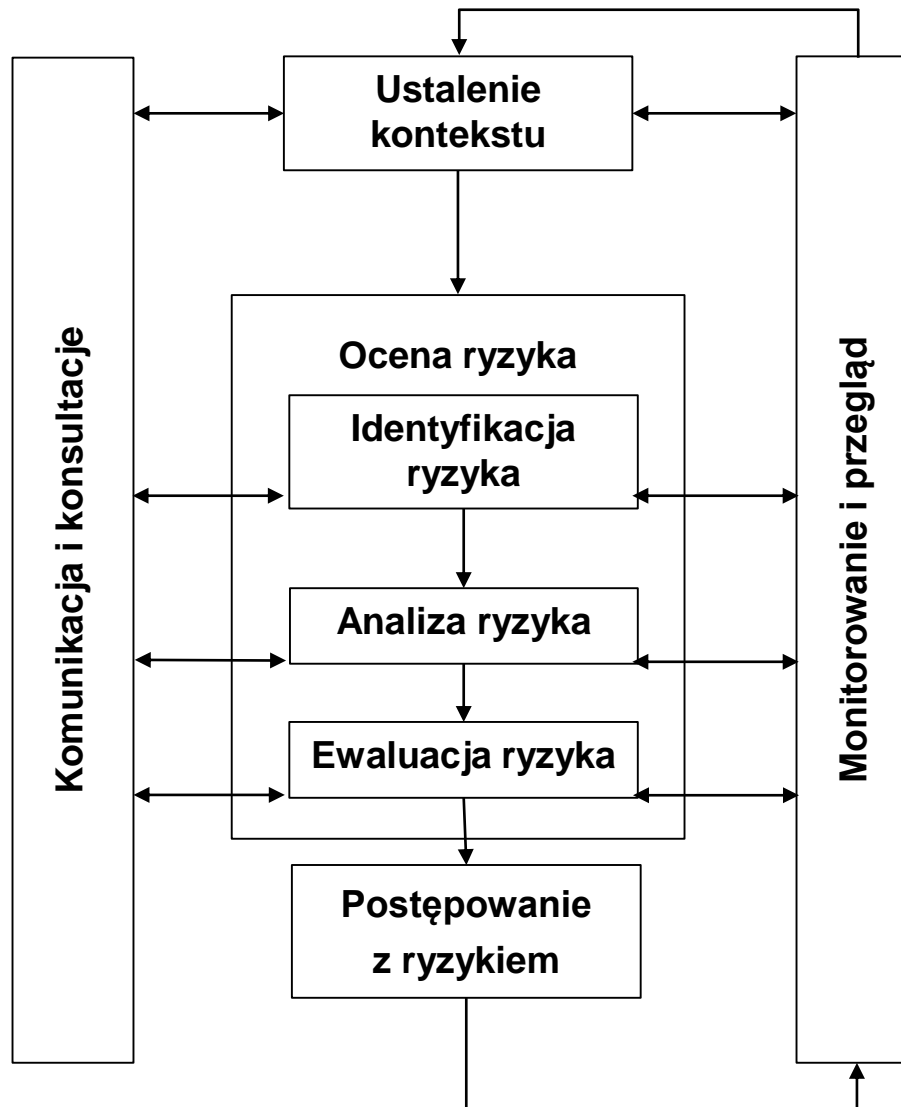 Ustalenie
kontekstu
Komunikacja i konsultacje
Ocena ryzyka
Identyfikacja
ryzyka
Analiza ryzyka
Ewaluacja ryzyka
Postępowanie
z ryzykiem
Monitorowanie i przegląd